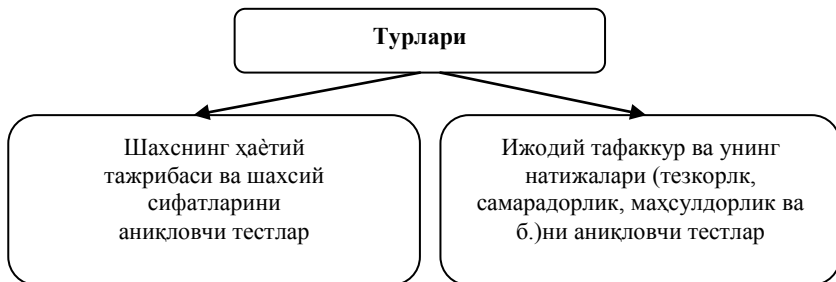 Турлари
Шахснинг ҳаѐтий
тажрибаси ва шахсий
сифатларини
аниқловчи тестлар
Ижодий тафаккур ва унинг
натижалари (тезкорлк,
самарадорлик, маҳсулдорлик ва
б.)ни аниқловчи тестлар